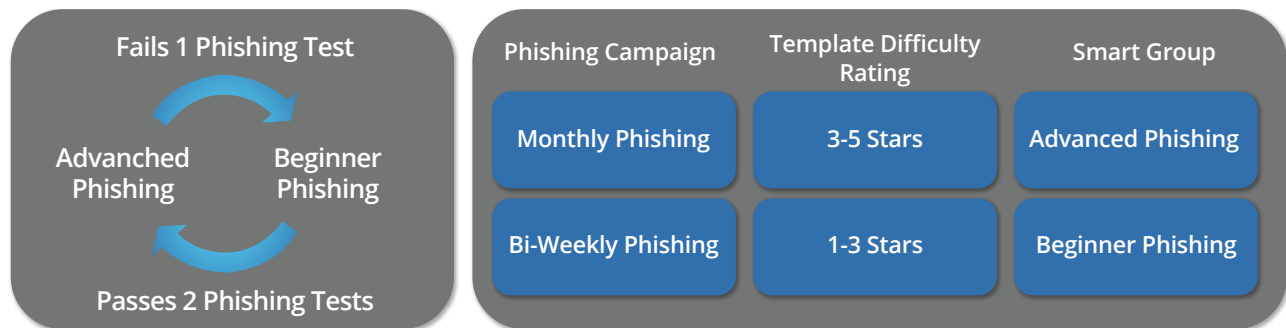 Fails 1 Phishing Test
Advanched
Phishing
Beginner
Phishing
Passes 2 Phishing Tests
Phishing Campaign
Template Difficulty
Rating
Smart Group
Monthly Phishing
3-5 Stars
Advanced Phishing
Bi-Weekly Phishing
1-3 Stars
Beginner Phishing